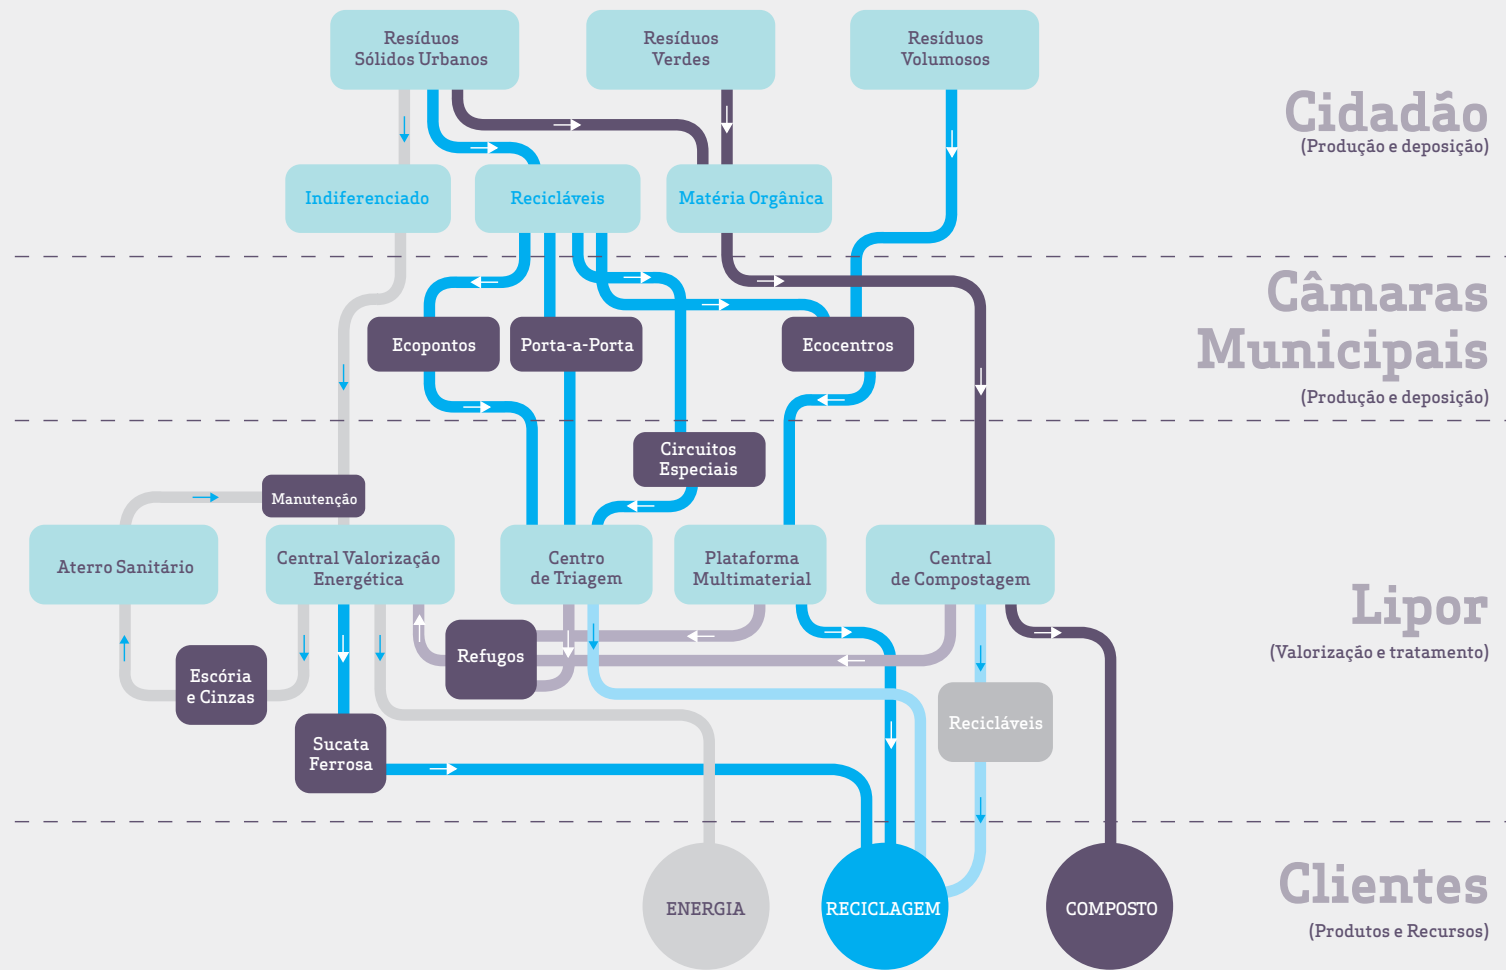 Resíduos
Sólidos Urbanos
Resíduos
Verdes
Resíduos
Volumosos
Cidadão
(Produção e deposição)
Indiferenciado
Recicláveis
Matéria Orgânica
Câmaras
Municipais
(Produção e deposição)
Ecopontos
Porta-a-Porta
Ecocentros
Circuitos
Especiais
Manutenção
Aterro Sanitário
Central Valorização
Energética
Centro
de Triagem
Plataforma
Multimaterial
Central
de Compostagem
Lipor
(Valorização e tratamento)
Refugos
Escória
e Cinzas
Recicláveis
Sucata
Ferrosa
Clientes
(Produtos e Recursos)
ENERGIA
RECICLAGEM
COMPOSTO